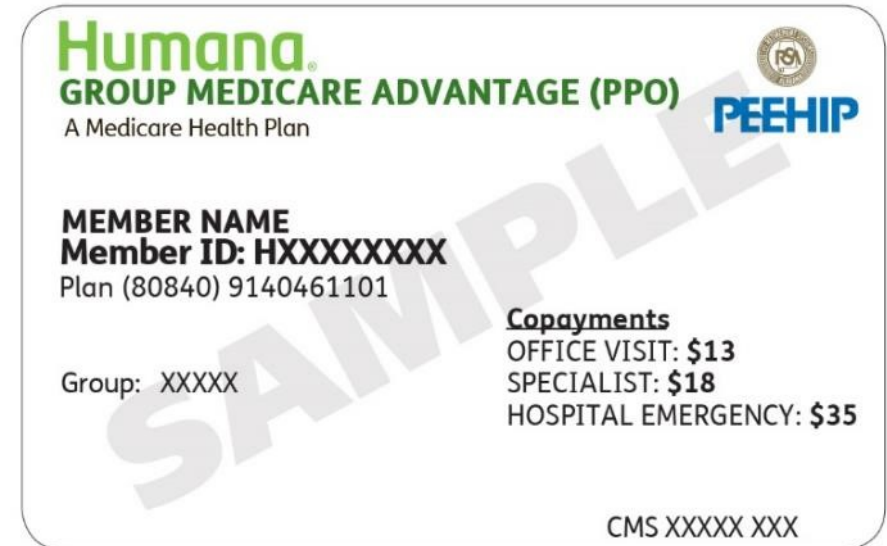 Humana®
GROUP MEDICARE ADVANTAGE (PPO)
A Medicare Health Plan
RSA
PEEHIP
MEMBER NAME
Member ID: HXXXXXXXX
Plan (80840) 9140461101
Group: XXXXX
Copayments
OFFICE VISIT: $13
SPECIALIST: $18
HOSPITAL EMERGENCY: $35
CMS XXXXX XXX
SAMPLE